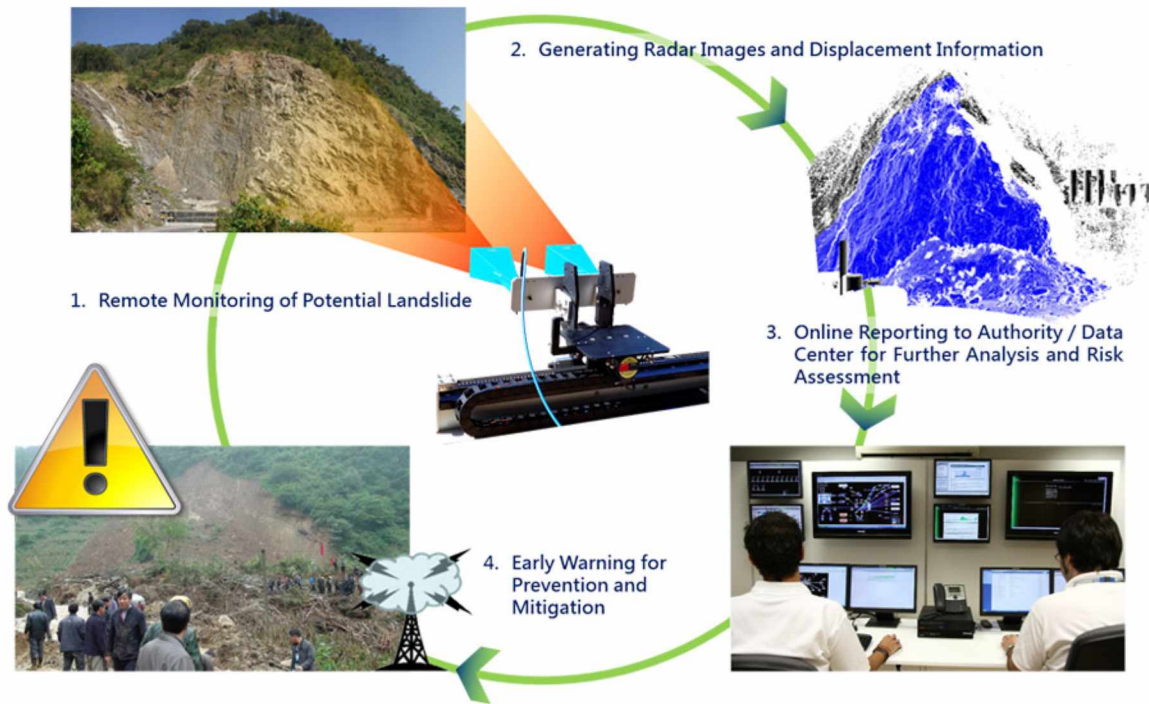 2. Generating Radar Images and Displacement Information
1. Remote Monitoring of Potential Landslide
3. Online Reporting to Authority / Data
Center for Further Analysis and Risk
Assessment
4. Early Warning for
Prevention and
Mitigation